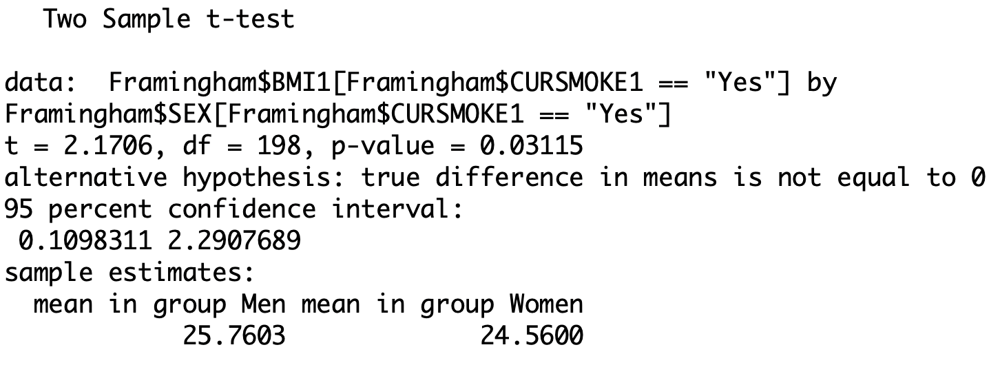 Two Sample t-test
data:  Framingham$BMI1[Framingham$CURSMOKE1 == "Yes"] by
Framingham$SEX[Framingham$CURSMOKE1 == "Yes"]
t = 2.1706, df = 198, p-value = 0.03115
alternative hypothesis: true difference in means is not equal to 0
95 percent confidence interval:
 0.1098311 2.2907689
sample estimates:
  mean in group Men mean in group Women
            25.7603             24.5600